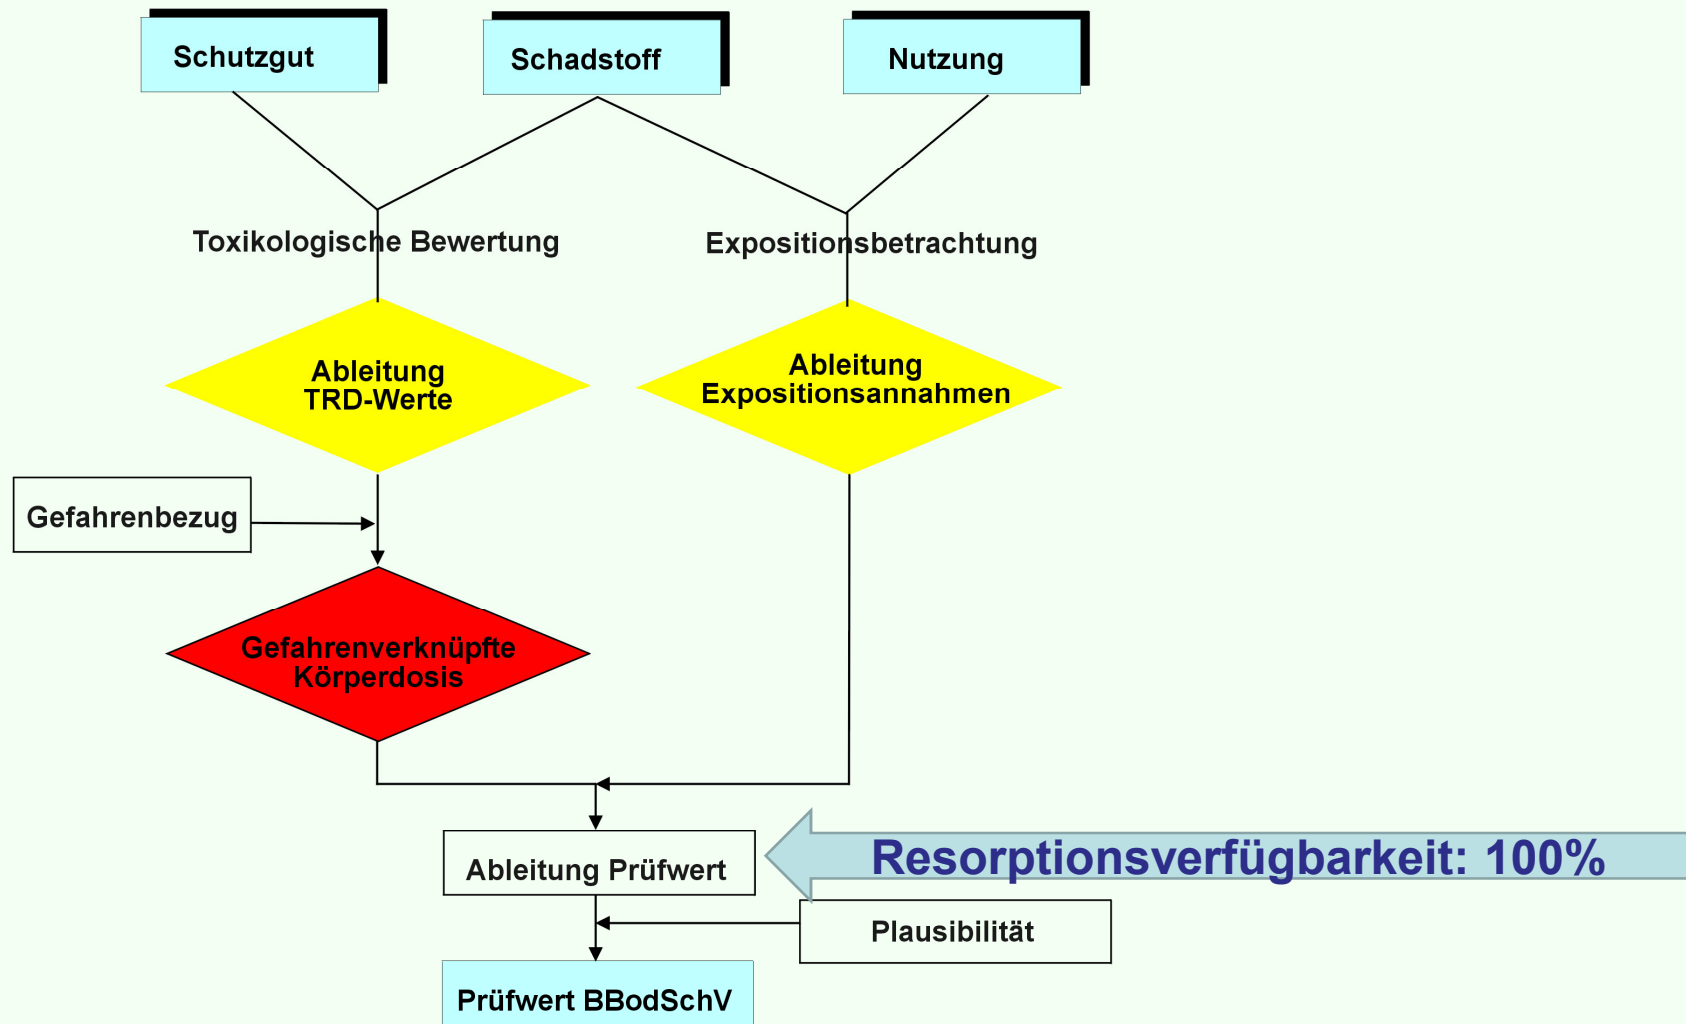 Schutzgut
Schadstoff
Nutzung
Toxikologische Bewertung
Expositionsbetrachtung
Ableitung
TRD-Werte
Ableitung
Expositionsannahmen
Gefahrenbezug
Gefahrenverknüpfte
Körperdosis
Ableitung Prüfwert
Resorptionsverfügbarkeit: 100%
Plausibilität
Prüfwert BBodSchV